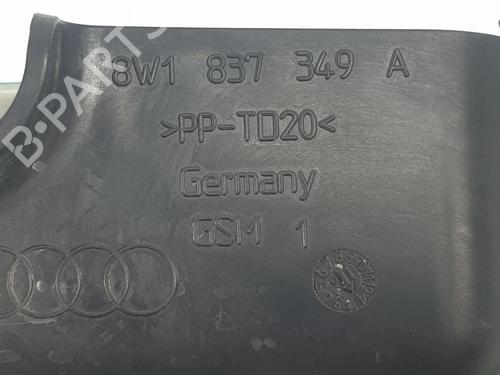 8W1 837 349 A
>PP-TD20<
Germany
GSM 1
B-PARTS